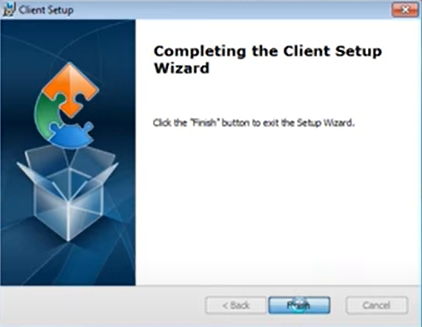 Client Setup
Completing the Client Setup
Wizard
Click the "Finish" button to exit the Setup Wizard.
< Back
Finish
Cancel